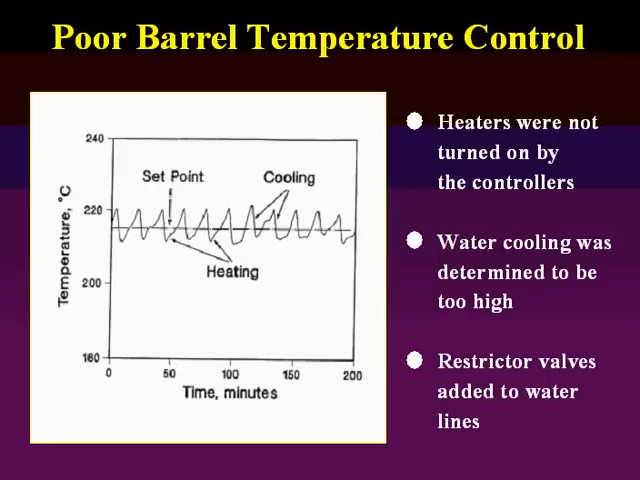 Poor Barrel Temperature Control
240
220
200
180
Temperature, °C
Set Point
Cooling
Heating
0
50
100
150
200
Time, minutes
Heaters were not
turned on by
the controllers
Water cooling was
determined to be
too high
Restrictor valves
added to water
lines